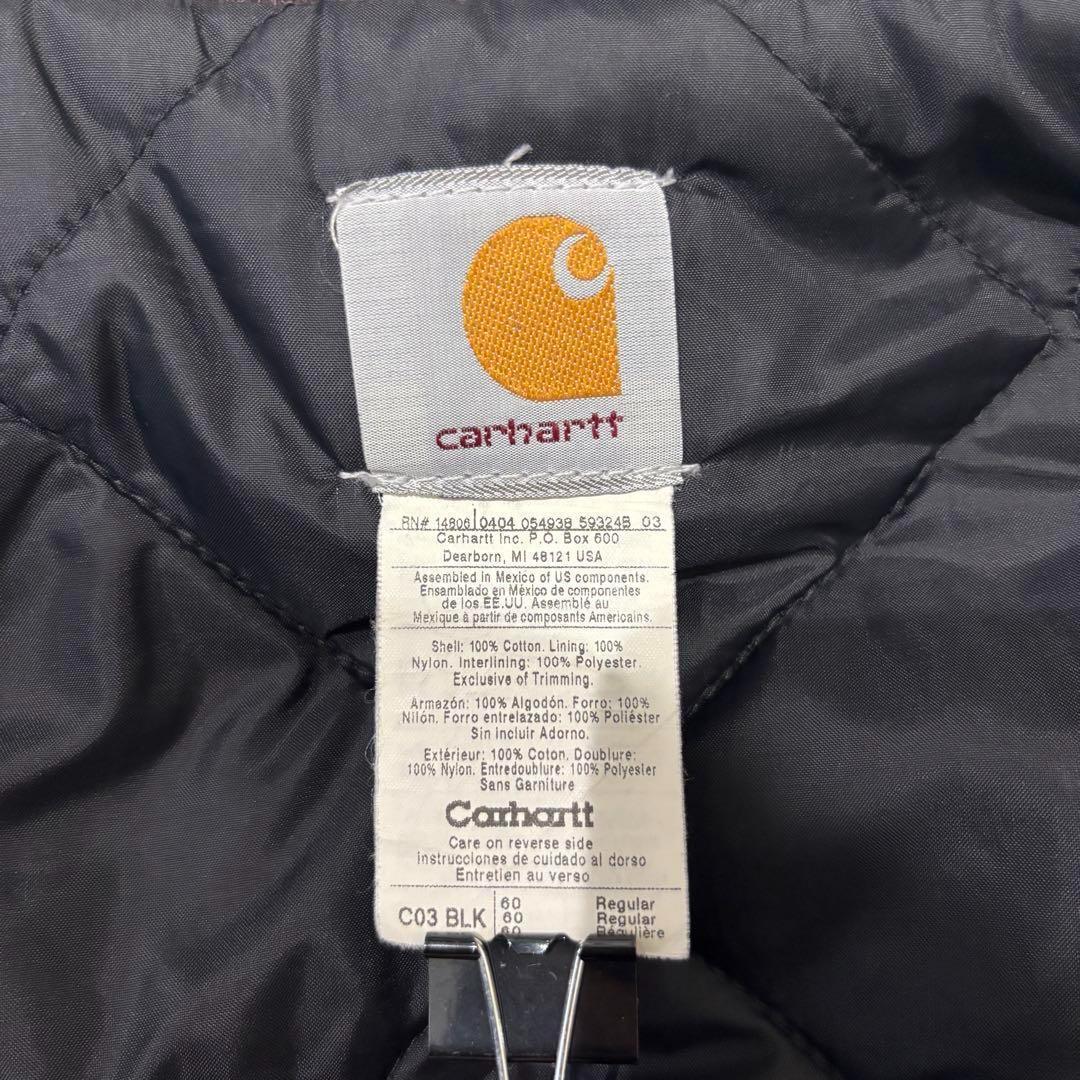 carhartt
RN# 14806 0404 054938 59324B 03
Carhartt Inc. P.O. Box 600
Dearborn, MI 48121 USA
Assembled in Mexico of US components.
Ensamblado en México de componentes
de los EE.UU. Assemblé au
Mexique à partir de composants Americains.
Shell: 100% Cotton. Lining: 100%
Nylon. Interlining: 100% Polyester.
Exclusive of Trimming.
Armazón: 100% Algodón. Forro: 100%
Nilón. Forro entrelazado: 100% Poliéster
Sin incluir Adorno.
Extérieur: 100% Coton. Doublure:
100% Nylon. Entredoublure: 100% Polyester
Sans Garniture
Carhartt
Care on reverse side
instrucciones de cuidado al dorso
Entretien au verso
C03 BLK
60 Regular
60 Regular
60 Régulière